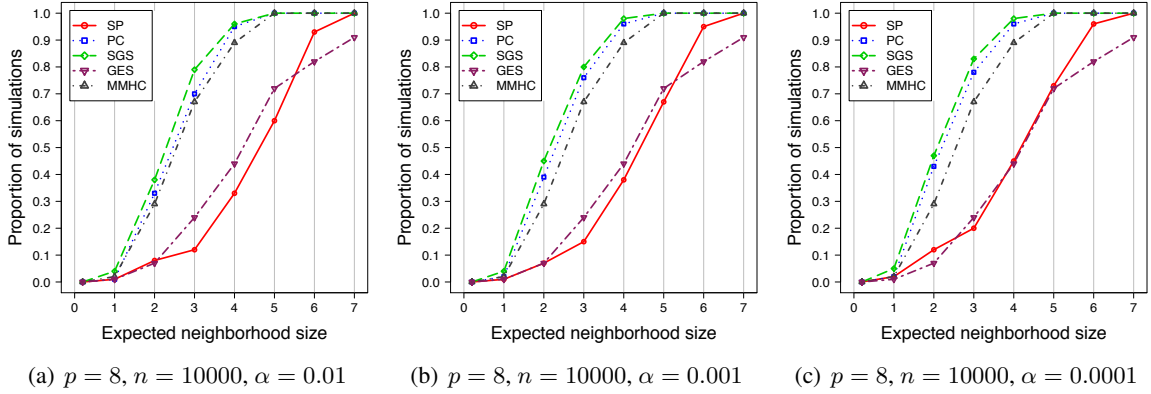 Proportion of simulations
1.0
0.9
0.8
0.7
0.6
0.5
0.4
0.3
0.2
0.1
0.0
SP
PC
SGS
GES
MMHC
0 1 2 3 4 5 6 7
Expected neighborhood size
(a) p = 8, n = 10000, α = 0.01
Proportion of simulations
1.0
0.9
0.8
0.7
0.6
0.5
0.4
0.3
0.2
0.1
0.0
SP
PC
SGS
GES
MMHC
0 1 2 3 4 5 6 7
Expected neighborhood size
(b) p = 8, n = 10000, α = 0.001
Proportion of simulations
1.0
0.9
0.8
0.7
0.6
0.5
0.4
0.3
0.2
0.1
0.0
SP
PC
SGS
GES
MMHC
0 1 2 3 4 5 6 7
Expected neighborhood size
(c) p = 8, n = 10000, α = 0.0001